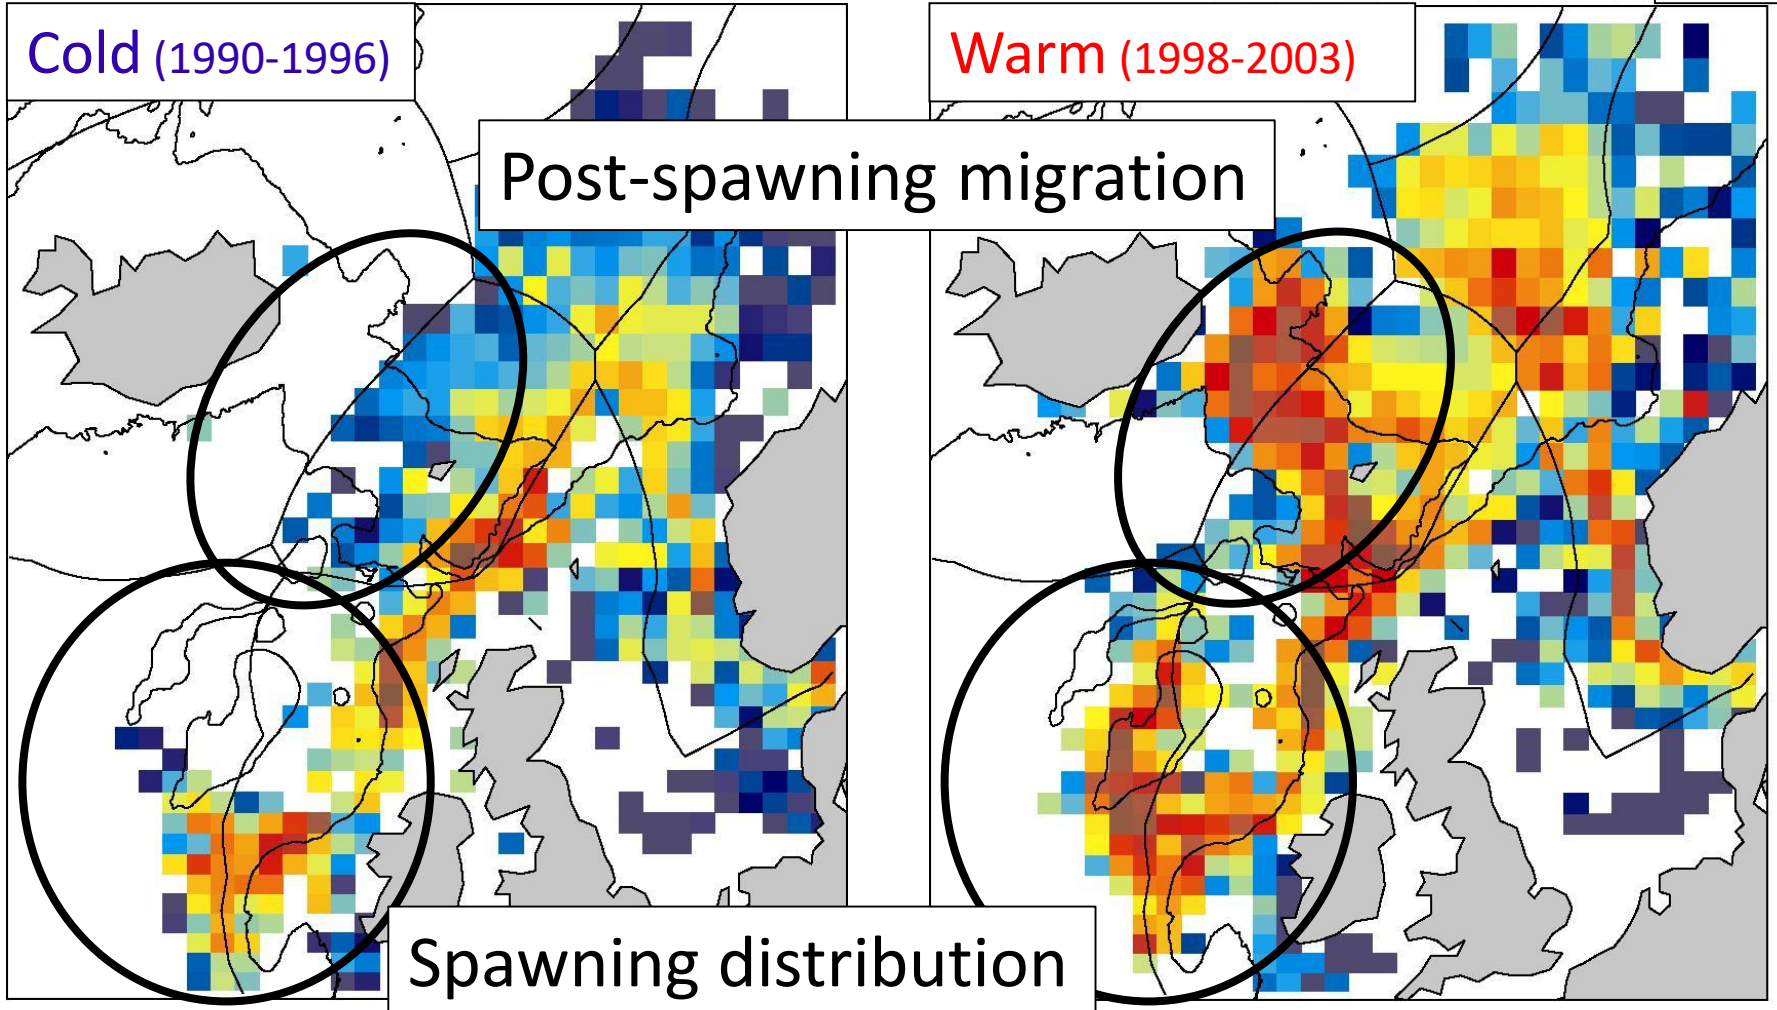 Cold (1990-1996)
Warm (1998-2003)
Post-spawning migration
Spawning distribution